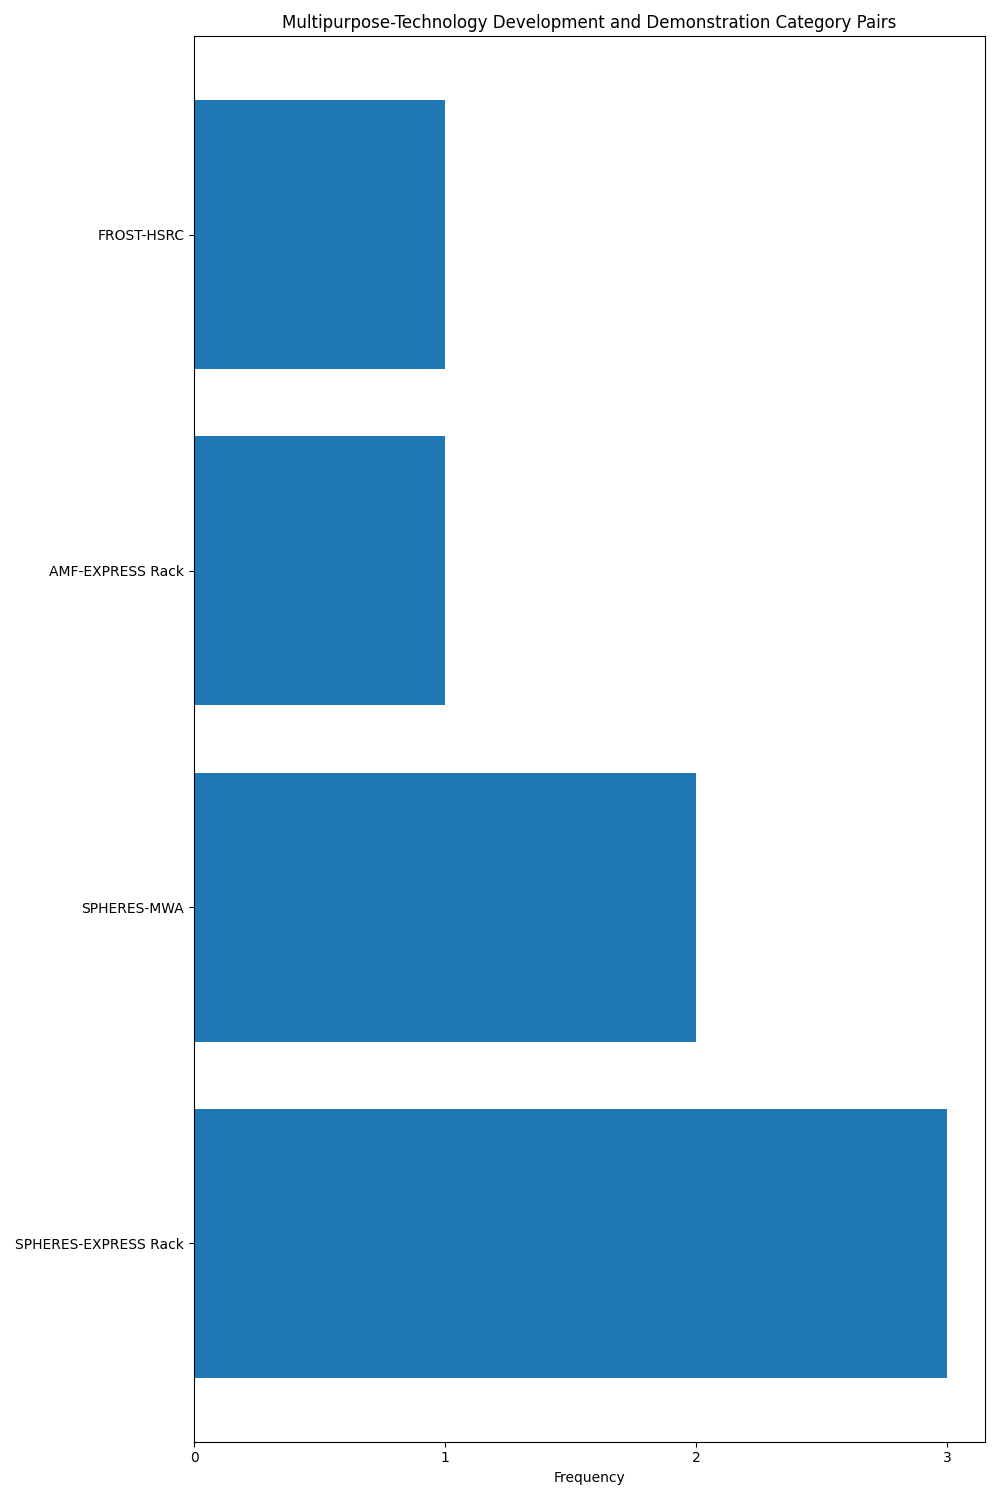 Multipurpose-Technology Development and Demonstration Category Pairs
FROST-HSRC
AMF-EXPRESS Rack
SPHERES-MWA
SPHERES-EXPRESS Rack
0 1 2 3
Frequency